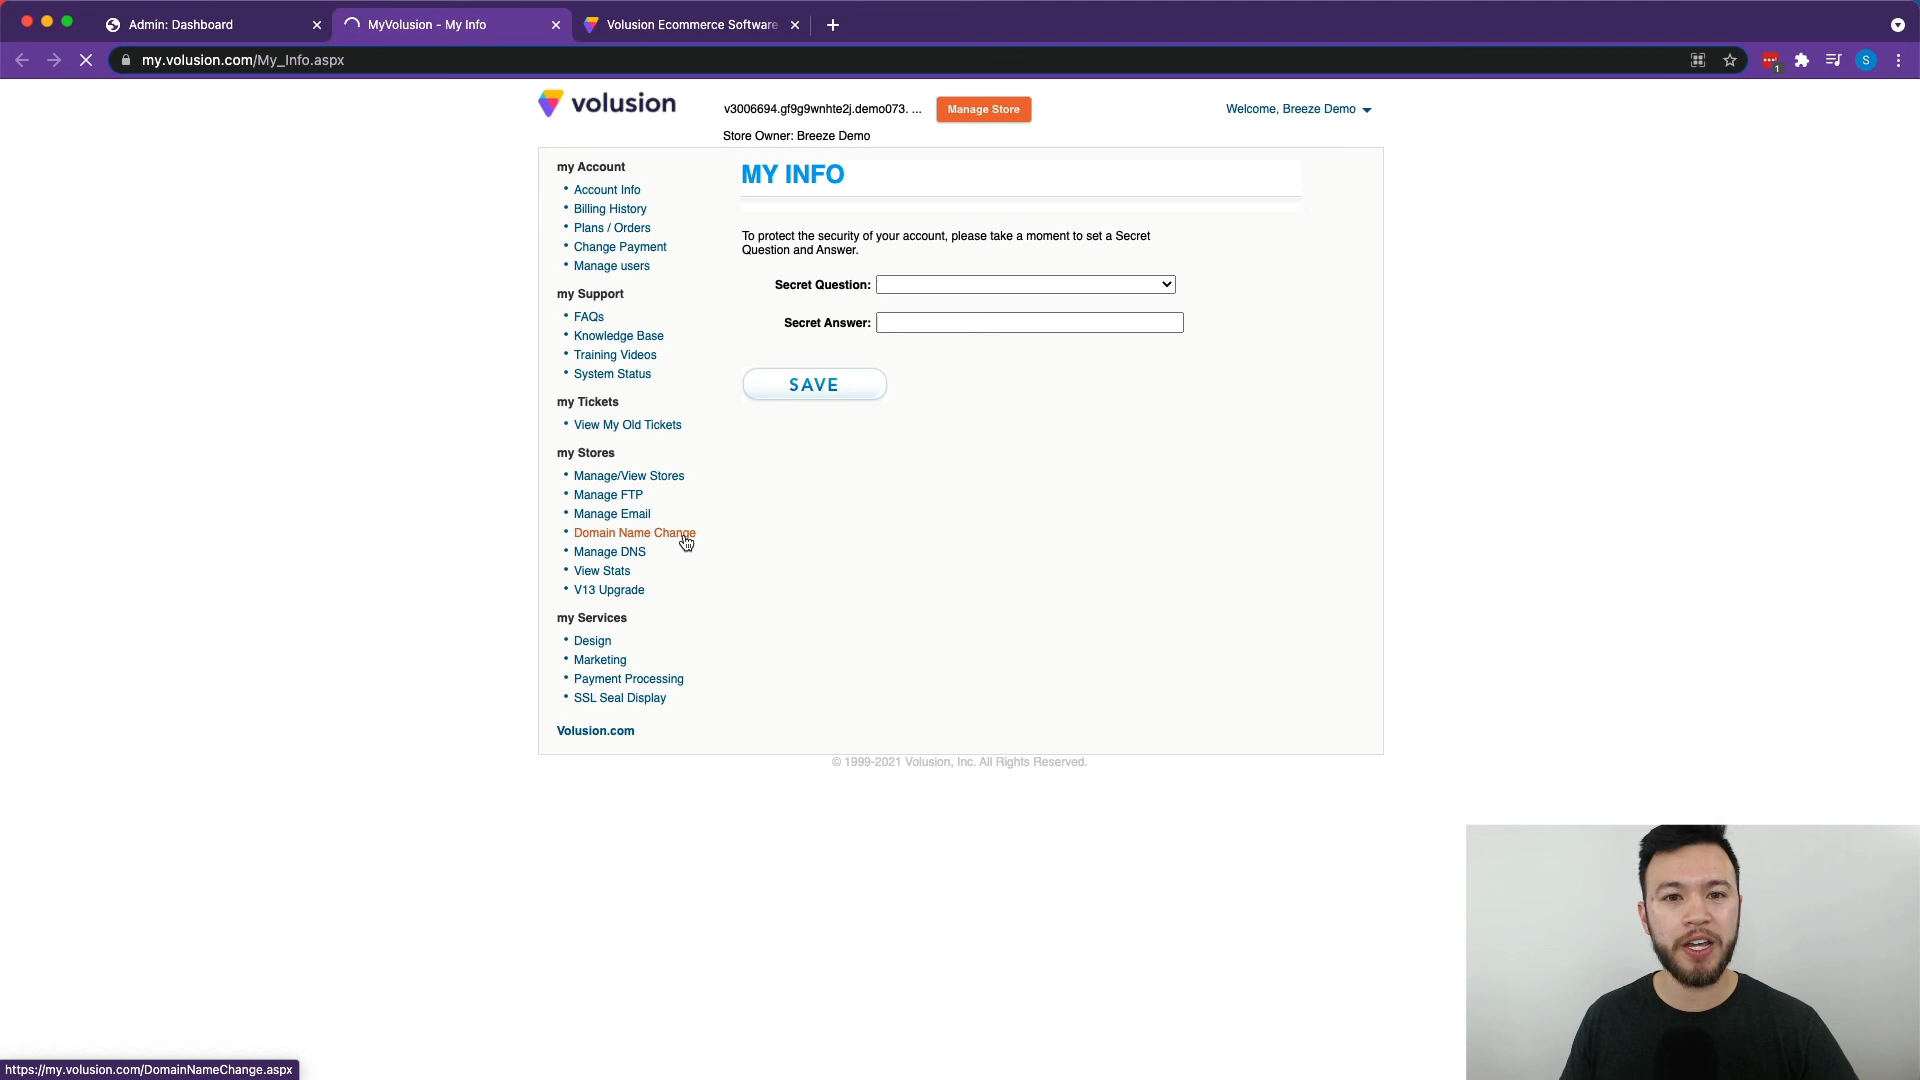 Admin: Dashboard
MyVolusion - My Info
Volusion Ecommerce Software
my.volusion.com/My_Info.aspx
1
S
volusion
v3006694.gf9g9wnhte2j.demo073. ...
Manage Store
Welcome, Breeze Demo
Store Owner: Breeze Demo
my Account
• Account Info
• Billing History
• Plans / Orders
• Change Payment
• Manage users
my Support
• FAQs
• Knowledge Base
• Training Videos
• System Status
my Tickets
• View My Old Tickets
my Stores
• Manage/View Stores
• Manage FTP
• Manage Email
• Domain Name Change
• Manage DNS
• View Stats
• V13 Upgrade
my Services
• Design
• Marketing
• Payment Processing
• SSL Seal Display
Volusion.com
MY INFO
To protect the security of your account, please take a moment to set a Secret
Question and Answer.
Secret Question:
Secret Answer:
SAVE
© 1999-2021 Volusion, Inc. All Rights Reserved.
https://my.volusion.com/DomainNameChange.aspx